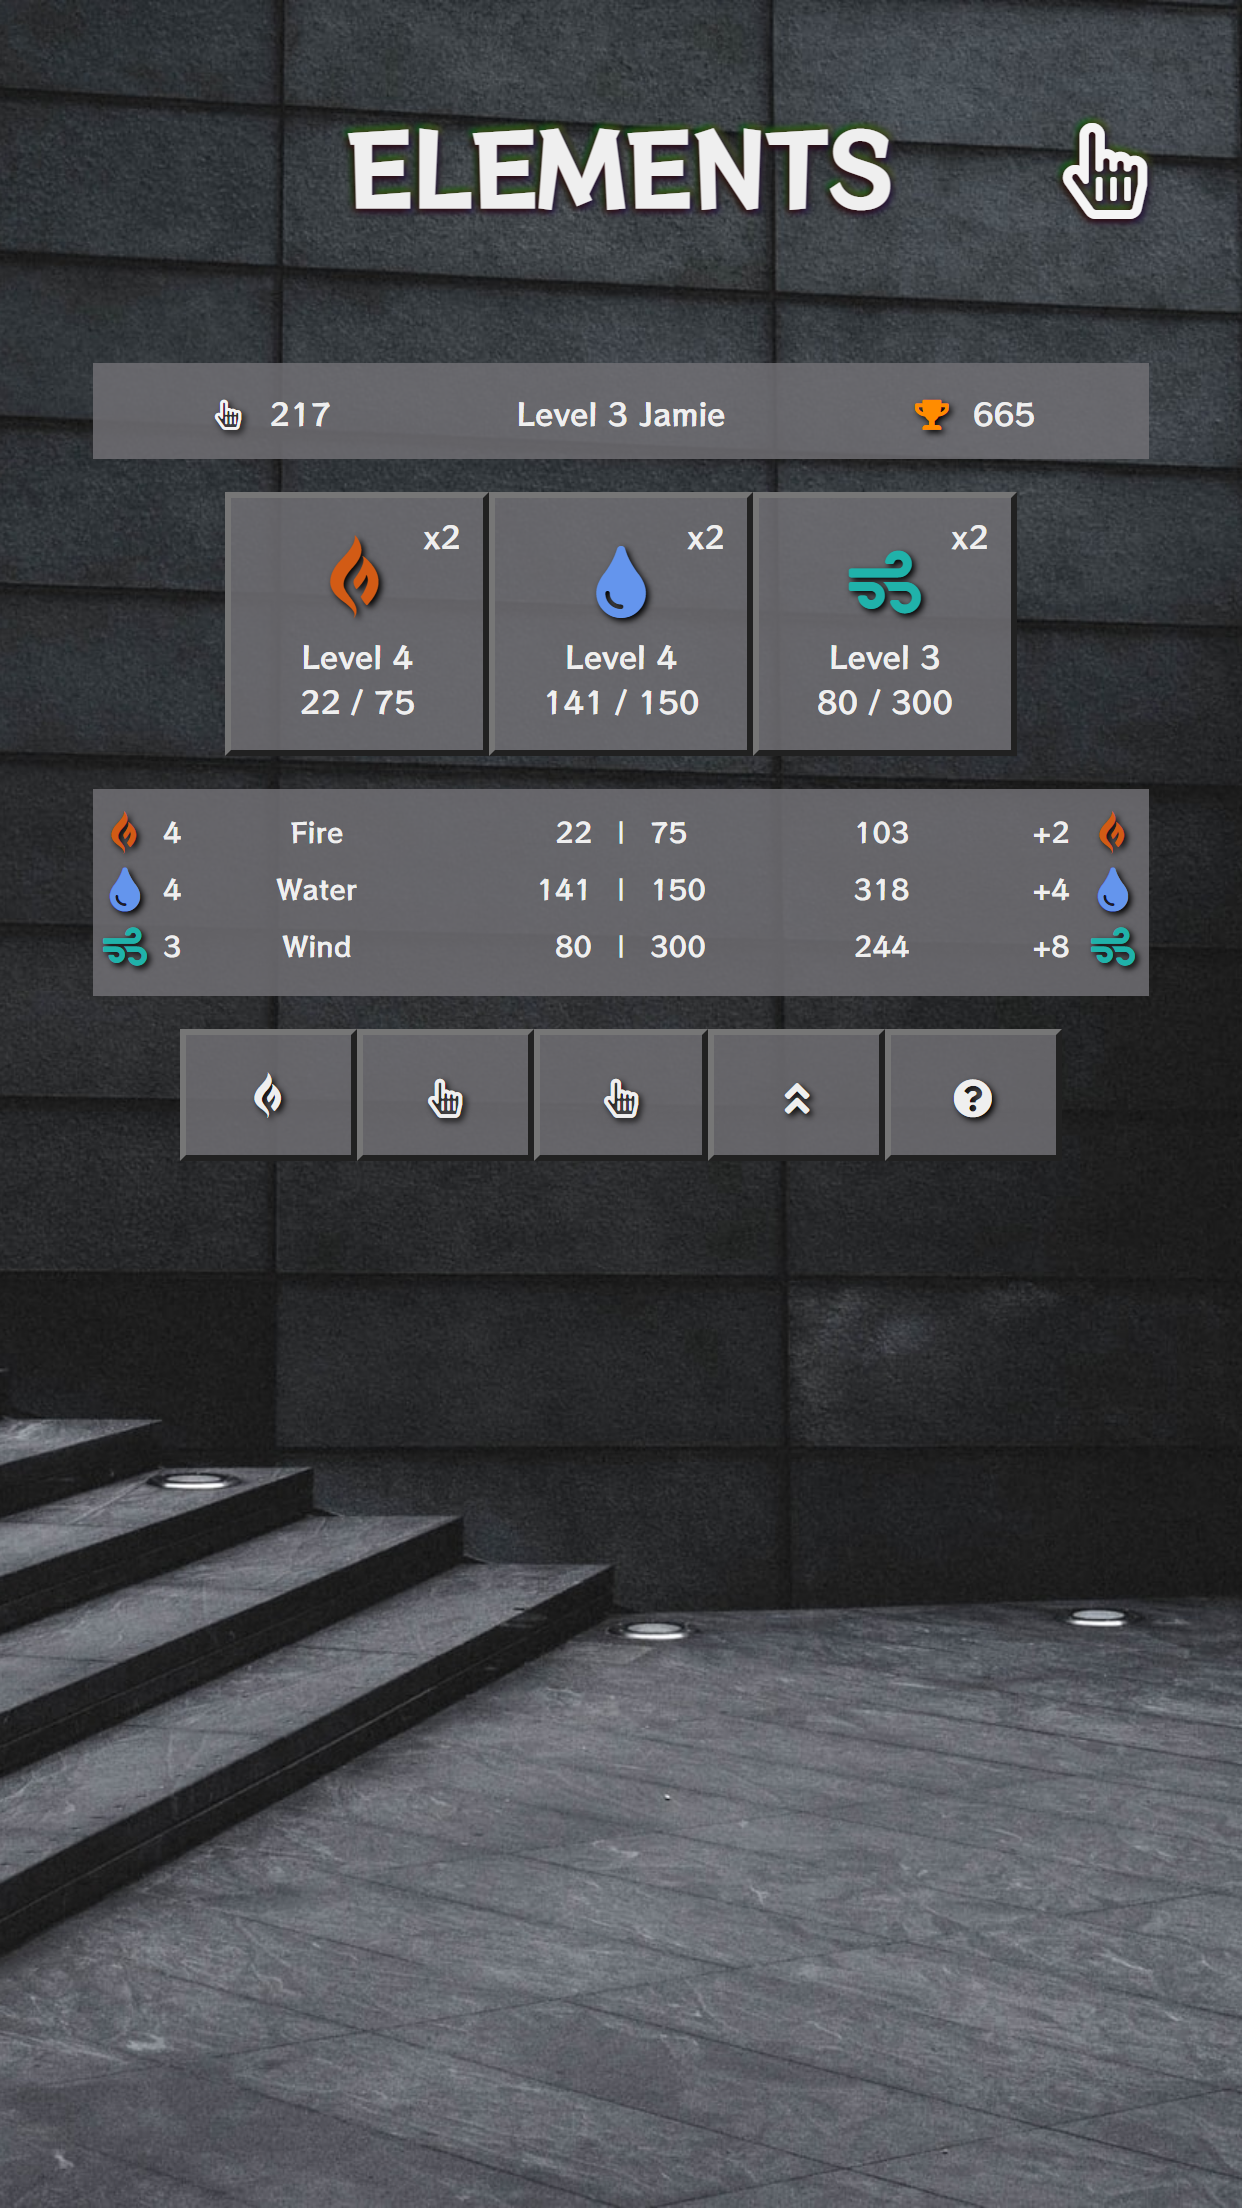 ELEMENTS
217 Level 3 Jamie 665
x2 x2 x2
Level 4 Level 4 Level 3
22 / 75 141 / 150 80 / 300
4 Fire 22 | 75 103 +2
4 Water 141 | 150 318 +4
3 Wind 80 | 300 244 +8
?